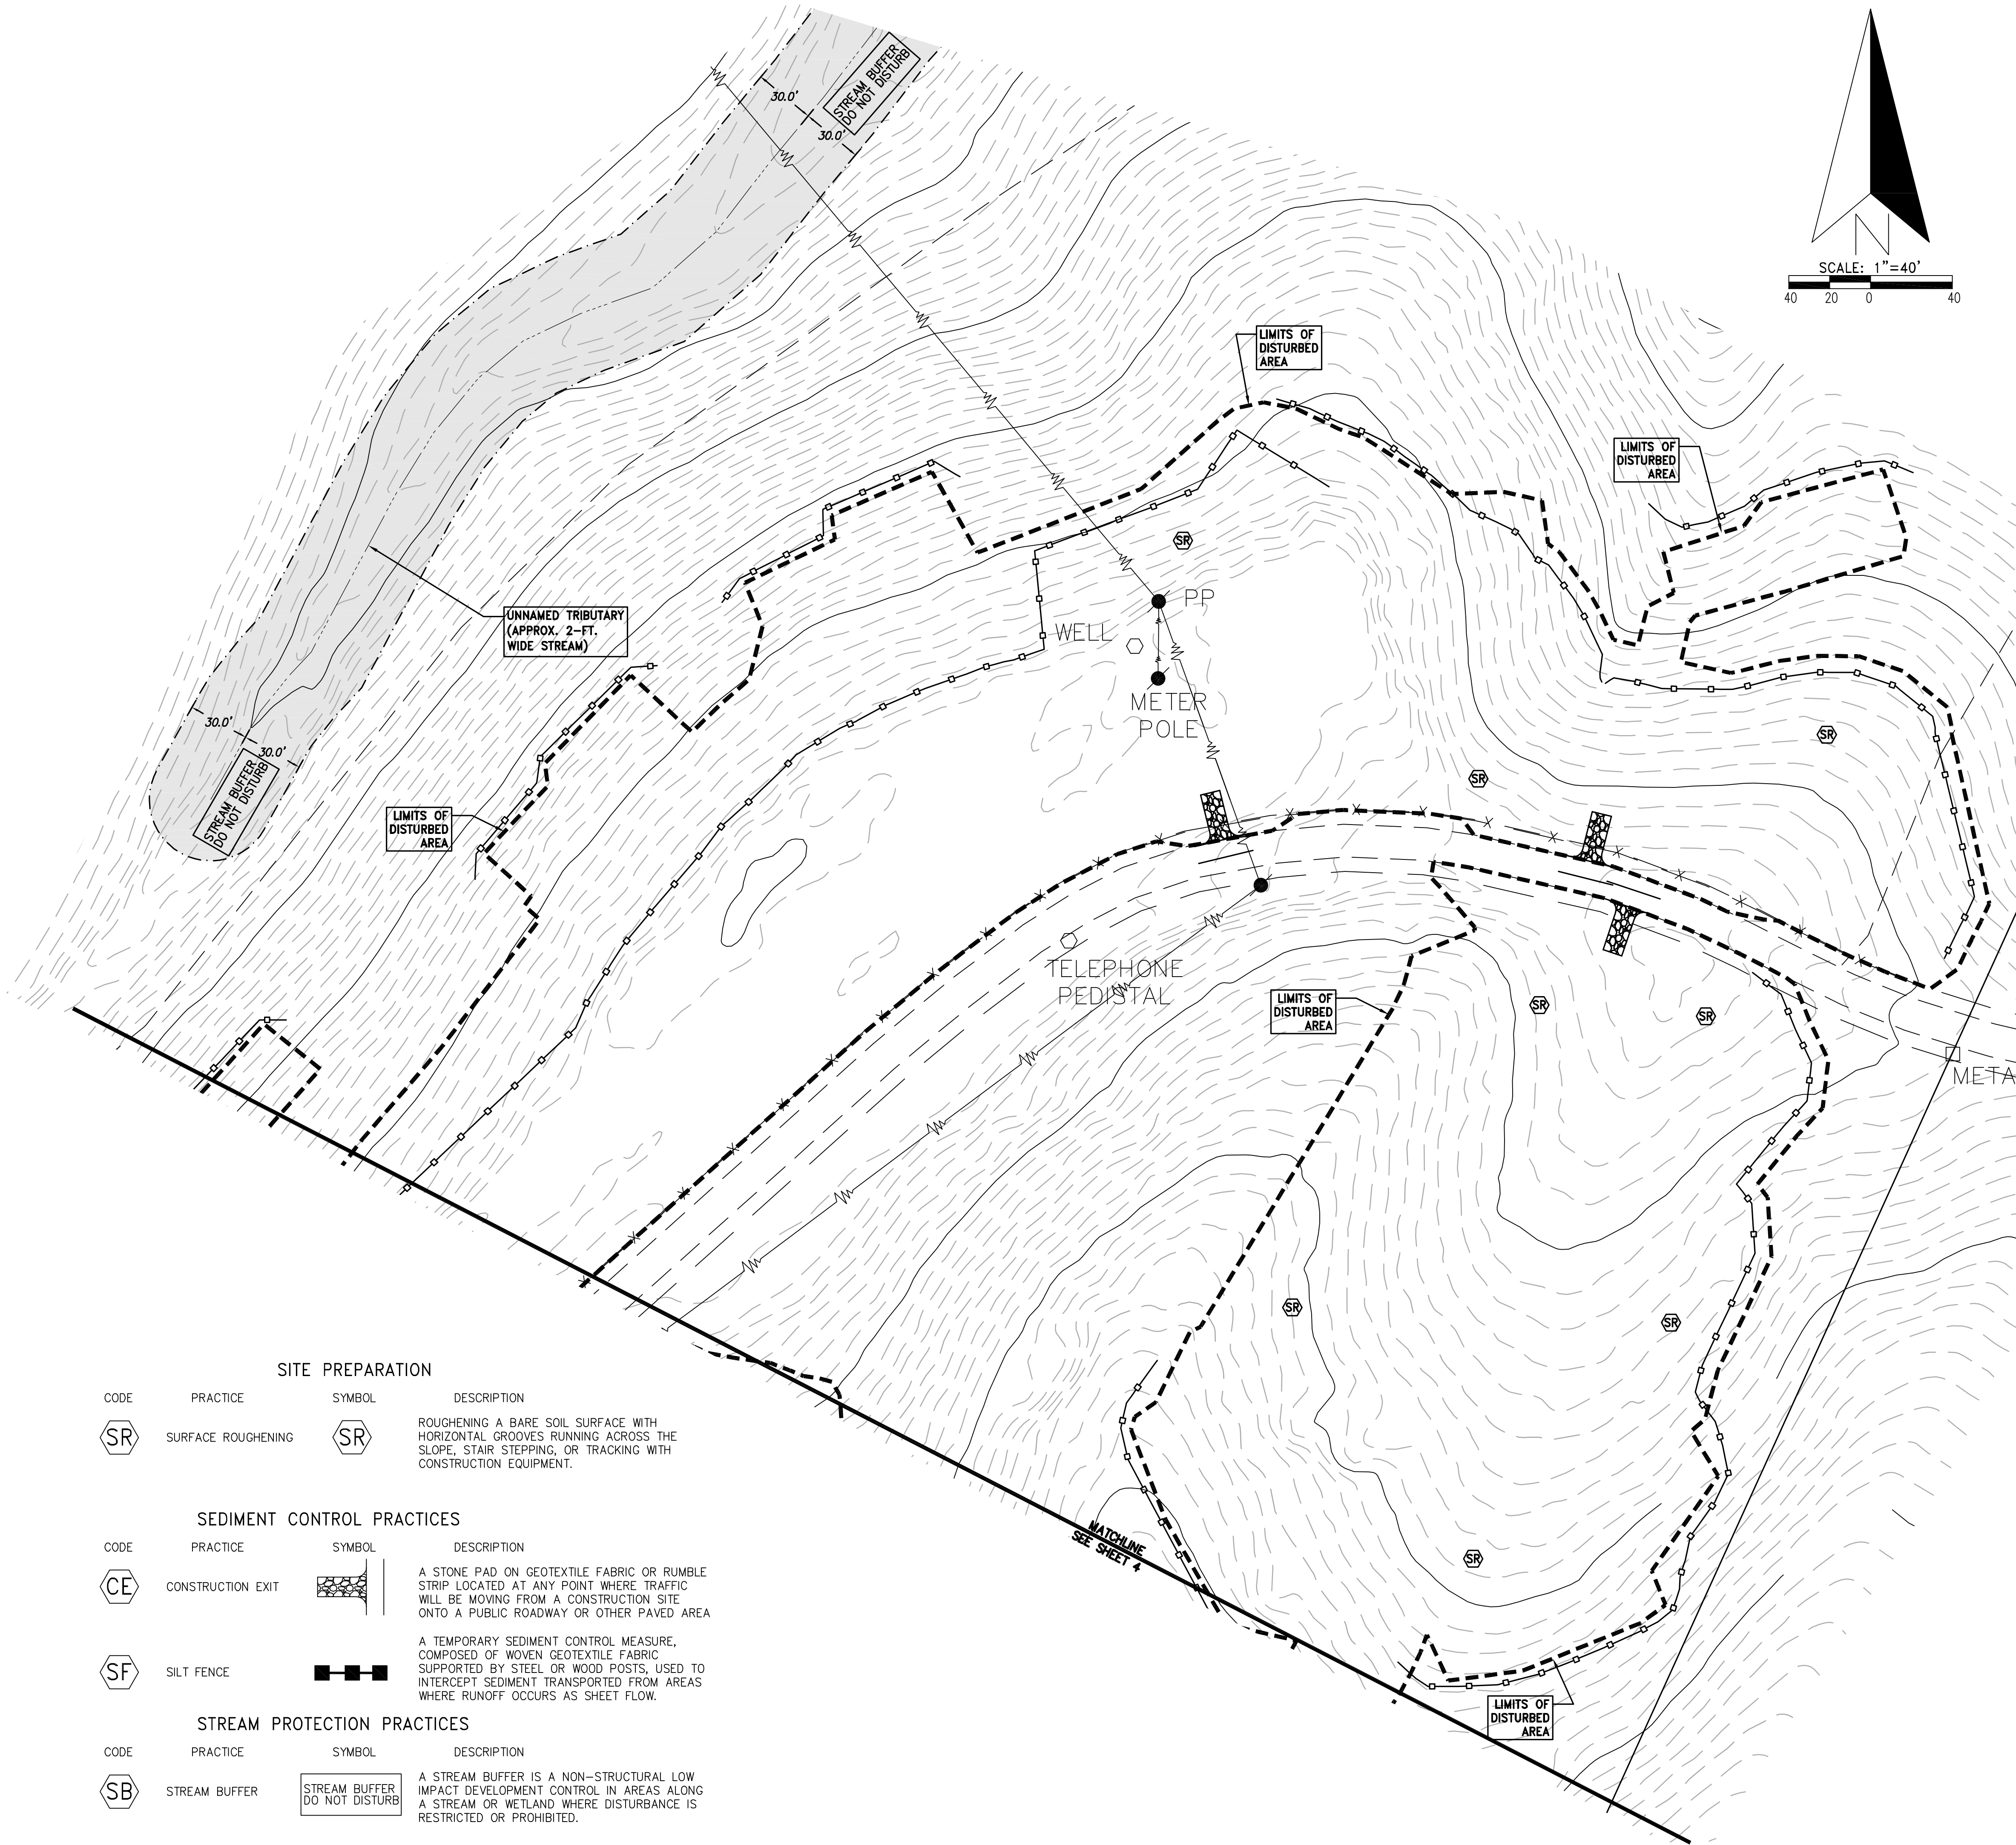 STREAM BUFFER
DO NOT DISTURB
30.0'
30.0'
N
SCALE: 1"=40'
40 20 0 40
LIMITS OF
DISTURBED
AREA
LIMITS OF
DISTURBED
AREA
SR
UNNAMED TRIBUTARY
(APPROX. 2-FT.
WIDE STREAM)
PP
WELL
METER
POLE
30.0'
30.0'
STREAM BUFFER
DO NOT DISTURB
SR
SR
LIMITS OF
DISTURBED
AREA
TELEPHONE
PEDISTAL
LIMITS OF
DISTURBED
AREA
SR
SR
META
SR
SR
SR
MATCHLINE
SEE SHEET 4
LIMITS OF
DISTURBED
AREA
SITE PREPARATION
CODE PRACTICE SYMBOL DESCRIPTION
SR SURFACE ROUGHENING SR
ROUGHENING A BARE SOIL SURFACE WITH
HORIZONTAL GROOVES RUNNING ACROSS THE
SLOPE, STAIR STEPPING, OR TRACKING WITH
CONSTRUCTION EQUIPMENT.
SEDIMENT CONTROL PRACTICES
CODE PRACTICE SYMBOL DESCRIPTION
CE CONSTRUCTION EXIT
A STONE PAD ON GEOTEXTILE FABRIC OR RUMBLE
STRIP LOCATED AT ANY POINT WHERE TRAFFIC
WILL BE MOVING FROM A CONSTRUCTION SITE
ONTO A PUBLIC ROADWAY OR OTHER PAVED AREA
SF SILT FENCE
A TEMPORARY SEDIMENT CONTROL MEASURE,
COMPOSED OF WOVEN GEOTEXTILE FABRIC
SUPPORTED BY STEEL OR WOOD POSTS, USED TO
INTERCEPT SEDIMENT TRANSPORTED FROM AREAS
WHERE RUNOFF OCCURS AS SHEET FLOW.
STREAM PROTECTION PRACTICES
CODE PRACTICE SYMBOL DESCRIPTION
SB STREAM BUFFER
STREAM BUFFER
DO NOT DISTURB
A STREAM BUFFER IS A NON-STRUCTURAL LOW
IMPACT DEVELOPMENT CONTROL IN AREAS ALONG
A STREAM OR WETLAND WHERE DISTURBANCE IS
RESTRICTED OR PROHIBITED.